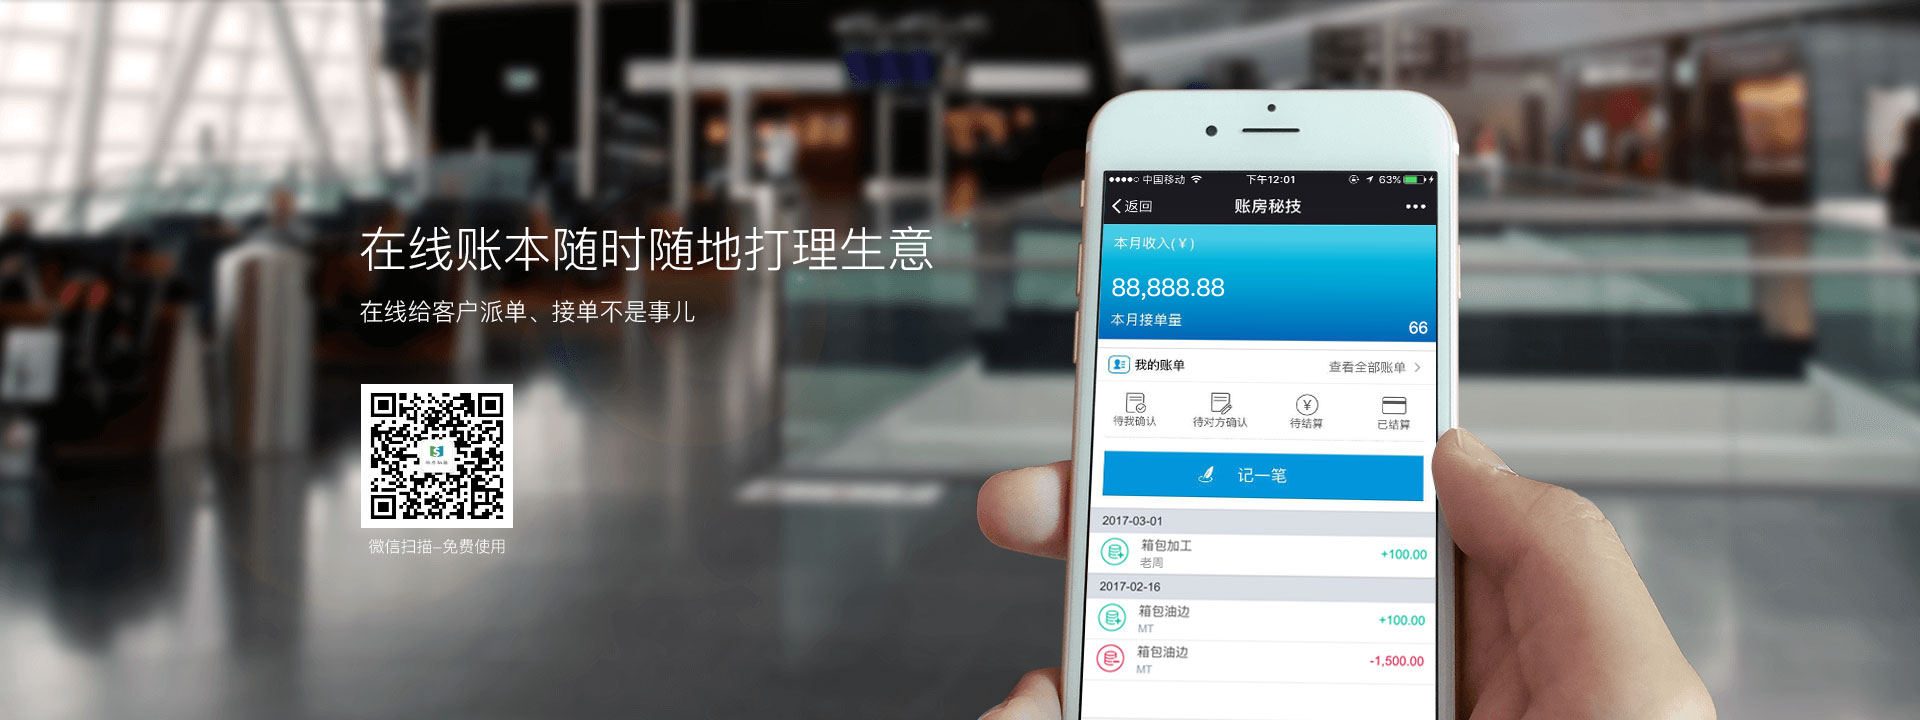 在线账本随时随地打理生意
在线给客户派单、接单不是事儿
微信扫描-免费使用
中国移动
下午12:01
63%
返回
账房秘技
本月收入(¥)
88,888.88
本月接单量
66
我的账单
查看全部账单
待我确认
待对方确认
待结算
已结算
记一笔
2017-03-01
箱包加工
+100.00
老周
2017-02-16
箱包油边
+100.00
MT
箱包油边
-1,500.00
MT